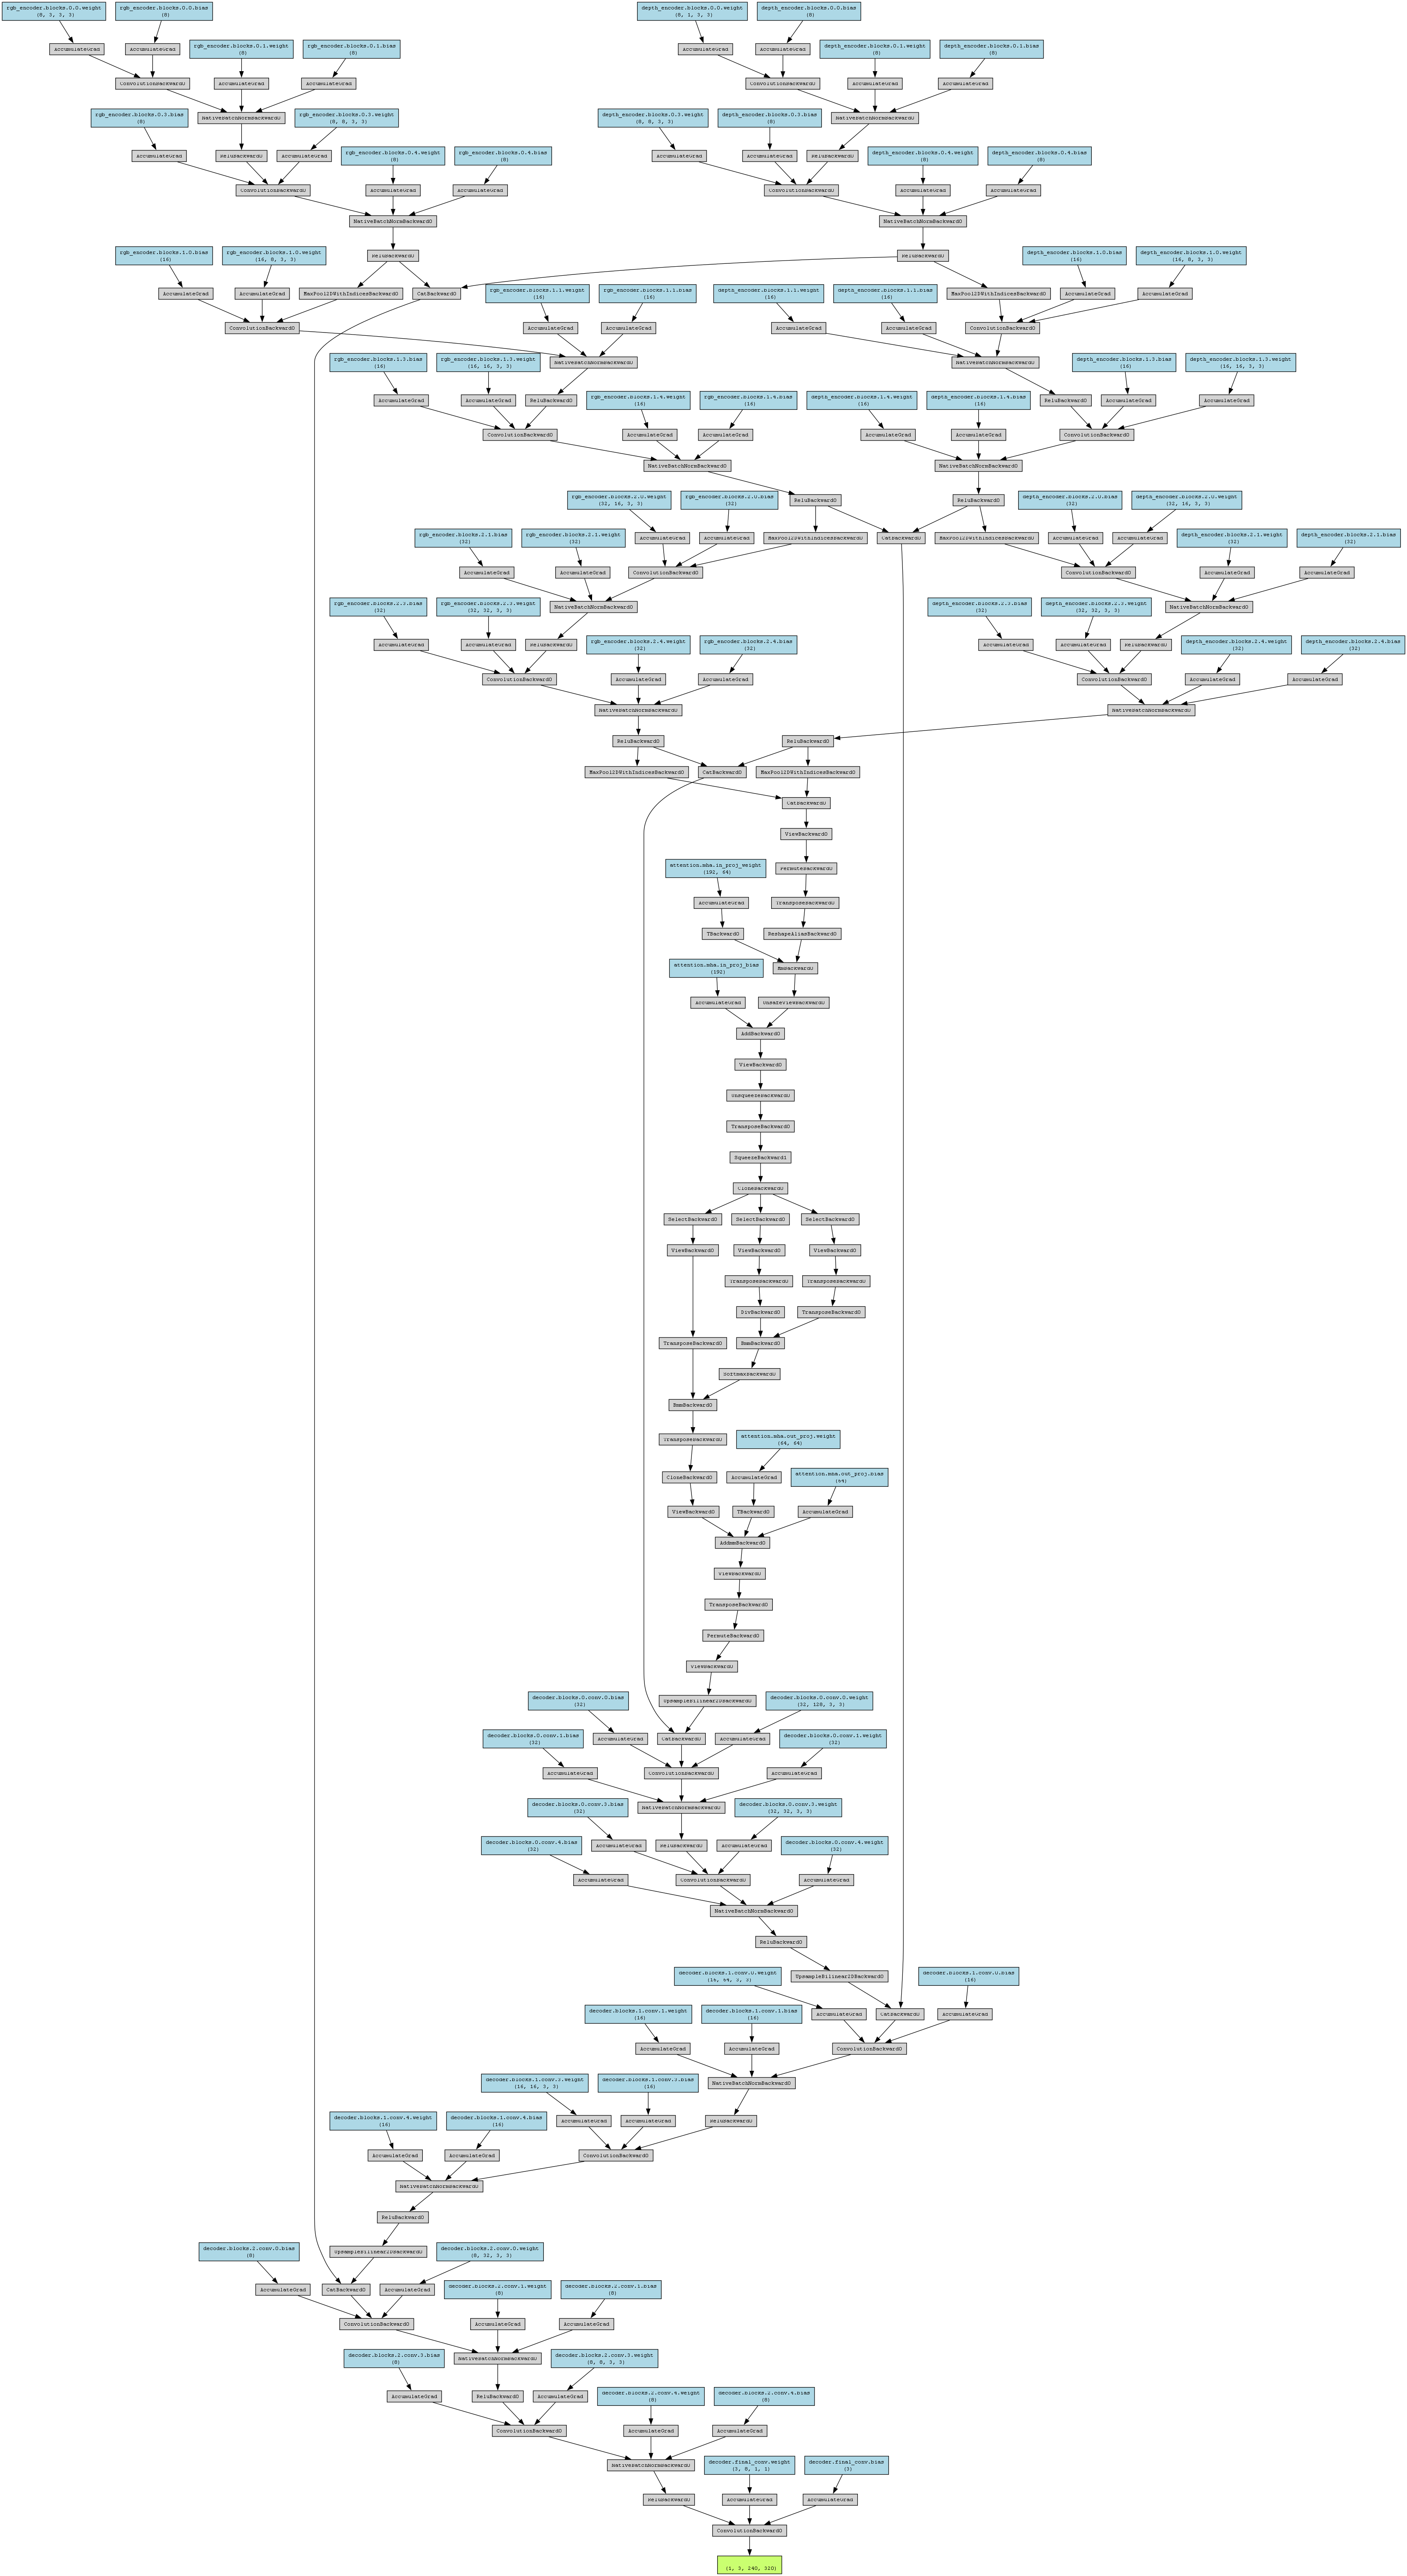 rgb_encoder.blocks.0.0.weight
(8, 3, 3, 3)
rgb_encoder.blocks.0.0.bias
(8)
depth_encoder.blocks.0.0.weight
(8, 1, 3, 3)
depth_encoder.blocks.0.0.bias
(8)
AccumulateGrad
AccumulateGrad
rgb_encoder.blocks.0.1.weight
(8)
rgb_encoder.blocks.0.1.bias
(8)
AccumulateGrad
AccumulateGrad
depth_encoder.blocks.0.1.weight
(8)
depth_encoder.blocks.0.1.bias
(8)
ConvolutionBackward0
AccumulateGrad
AccumulateGrad
ConvolutionBackward0
AccumulateGrad
AccumulateGrad
rgb_encoder.blocks.0.3.bias
(8)
NativeBatchNormBackward0
rgb_encoder.blocks.0.3.weight
(8, 8, 3, 3)
depth_encoder.blocks.0.3.weight
(8, 8, 3, 3)
depth_encoder.blocks.0.3.bias
(8)
NativeBatchNormBackward0
AccumulateGrad
ReluBackward0
AccumulateGrad
rgb_encoder.blocks.0.4.weight
(8)
rgb_encoder.blocks.0.4.bias
(8)
AccumulateGrad
AccumulateGrad
ReluBackward0
depth_encoder.blocks.0.4.weight
(8)
depth_encoder.blocks.0.4.bias
(8)
ConvolutionBackward0
AccumulateGrad
AccumulateGrad
ConvolutionBackward0
AccumulateGrad
AccumulateGrad
NativeBatchNormBackward0
NativeBatchNormBackward0
rgb_encoder.blocks.1.0.bias
(16)
rgb_encoder.blocks.1.0.weight
(16, 8, 3, 3)
ReluBackward0
ReluBackward0
depth_encoder.blocks.1.0.bias
(16)
depth_encoder.blocks.1.0.weight
(16, 8, 3, 3)
AccumulateGrad
AccumulateGrad
MaxPool2DWithIndicesBackward0
CatBackward0
rgb_encoder.blocks.1.1.weight
(16)
rgb_encoder.blocks.1.1.bias
(16)
depth_encoder.blocks.1.1.weight
(16)
depth_encoder.blocks.1.1.bias
(16)
MaxPool2DWithIndicesBackward0
AccumulateGrad
AccumulateGrad
ConvolutionBackward0
AccumulateGrad
AccumulateGrad
AccumulateGrad
AccumulateGrad
ConvolutionBackward0
rgb_encoder.blocks.1.3.bias
(16)
rgb_encoder.blocks.1.3.weight
(16, 16, 3, 3)
NativeBatchNormBackward0
NativeBatchNormBackward0
depth_encoder.blocks.1.3.bias
(16)
depth_encoder.blocks.1.3.weight
(16, 16, 3, 3)
AccumulateGrad
AccumulateGrad
ReluBackward0
rgb_encoder.blocks.1.4.weight
(16)
rgb_encoder.blocks.1.4.bias
(16)
depth_encoder.blocks.1.4.weight
(16)
depth_encoder.blocks.1.4.bias
(16)
ReluBackward0
AccumulateGrad
AccumulateGrad
ConvolutionBackward0
AccumulateGrad
AccumulateGrad
AccumulateGrad
AccumulateGrad
ConvolutionBackward0
NativeBatchNormBackward0
NativeBatchNormBackward0
rgb_encoder.blocks.2.0.weight
(32, 16, 3, 3)
rgb_encoder.blocks.2.0.bias
(32)
ReluBackward0
ReluBackward0
depth_encoder.blocks.2.0.bias
(32)
depth_encoder.blocks.2.0.weight
(32, 16, 3, 3)
rgb_encoder.blocks.2.1.bias
(32)
rgb_encoder.blocks.2.1.weight
(32)
AccumulateGrad
AccumulateGrad
MaxPool2DWithIndicesBackward0
CatBackward0
MaxPool2DWithIndicesBackward0
AccumulateGrad
AccumulateGrad
depth_encoder.blocks.2.1.weight
(32)
depth_encoder.blocks.2.1.bias
(32)
AccumulateGrad
AccumulateGrad
ConvolutionBackward0
ConvolutionBackward0
AccumulateGrad
AccumulateGrad
rgb_encoder.blocks.2.3.bias
(32)
rgb_encoder.blocks.2.3.weight
(32, 32, 3, 3)
NativeBatchNormBackward0
depth_encoder.blocks.2.3.bias
(32)
depth_encoder.blocks.2.3.weight
(32, 32, 3, 3)
NativeBatchNormBackward0
AccumulateGrad
AccumulateGrad
ReluBackward0
rgb_encoder.blocks.2.4.weight
(32)
rgb_encoder.blocks.2.4.bias
(32)
AccumulateGrad
AccumulateGrad
ReluBackward0
depth_encoder.blocks.2.4.weight
(32)
depth_encoder.blocks.2.4.bias
(32)
ConvolutionBackward0
AccumulateGrad
AccumulateGrad
ConvolutionBackward0
AccumulateGrad
AccumulateGrad
NativeBatchNormBackward0
NativeBatchNormBackward0
ReluBackward0
ReluBackward0
MaxPool2DWithIndicesBackward0
CatBackward0
MaxPool2DWithIndicesBackward0
CatBackward0
ViewBackward0
attention.mha.in_proj_weight
(192, 64)
PermuteBackward0
AccumulateGrad
TransposeBackward0
TBackward0
ReshapeAliasBackward0
attention.mha.in_proj_bias
(192)
MmBackward0
AccumulateGrad
UnsafeViewBackward0
AddBackward0
ViewBackward0
UnsqueezeBackward0
TransposeBackward0
SqueezeBackward1
CloneBackward0
SelectBackward0
SelectBackward0
SelectBackward0
ViewBackward0
ViewBackward0
ViewBackward0
TransposeBackward0
TransposeBackward0
DivBackward0
TransposeBackward0
TransposeBackward0
BmmBackward0
SoftmaxBackward0
BmmBackward0
TransposeBackward0
attention.mha.out_proj.weight
(64, 64)
CloneBackward0
AccumulateGrad
attention.mha.out_proj.bias
(64)
ViewBackward0
TBackward0
AccumulateGrad
AddmmBackward0
ViewBackward0
TransposeBackward0
PermuteBackward0
ViewBackward0
decoder.blocks.0.conv.0.bias
(32)
UpsampleBilinear2DBackward0
decoder.blocks.0.conv.0.weight
(32, 128, 3, 3)
decoder.blocks.0.conv.1.bias
(32)
AccumulateGrad
CatBackward0
AccumulateGrad
decoder.blocks.0.conv.1.weight
(32)
AccumulateGrad
ConvolutionBackward0
AccumulateGrad
decoder.blocks.0.conv.3.bias
(32)
NativeBatchNormBackward0
decoder.blocks.0.conv.3.weight
(32, 32, 3, 3)
decoder.blocks.0.conv.4.bias
(32)
AccumulateGrad
ReluBackward0
AccumulateGrad
decoder.blocks.0.conv.4.weight
(32)
AccumulateGrad
ConvolutionBackward0
AccumulateGrad
NativeBatchNormBackward0
ReluBackward0
decoder.blocks.1.conv.0.weight
(16, 64, 3, 3)
UpsampleBilinear2DBackward0
decoder.blocks.1.conv.0.bias
(16)
decoder.blocks.1.conv.1.weight
(16)
decoder.blocks.1.conv.1.bias
(16)
AccumulateGrad
CatBackward0
AccumulateGrad
AccumulateGrad
AccumulateGrad
ConvolutionBackward0
decoder.blocks.1.conv.3.weight
(16, 16, 3, 3)
decoder.blocks.1.conv.3.bias
(16)
NativeBatchNormBackward0
decoder.blocks.1.conv.4.weight
(16)
decoder.blocks.1.conv.4.bias
(16)
AccumulateGrad
AccumulateGrad
ReluBackward0
AccumulateGrad
AccumulateGrad
ConvolutionBackward0
NativeBatchNormBackward0
ReluBackward0
decoder.blocks.2.conv.0.bias
(8)
UpsampleBilinear2DBackward0
decoder.blocks.2.conv.0.weight
(8, 32, 3, 3)
AccumulateGrad
CatBackward0
AccumulateGrad
decoder.blocks.2.conv.1.weight
(8)
decoder.blocks.2.conv.1.bias
(8)
ConvolutionBackward0
AccumulateGrad
AccumulateGrad
decoder.blocks.2.conv.3.bias
(8)
NativeBatchNormBackward0
decoder.blocks.2.conv.3.weight
(8, 8, 3, 3)
AccumulateGrad
ReluBackward0
AccumulateGrad
decoder.blocks.2.conv.4.weight
(8)
decoder.blocks.2.conv.4.bias
(8)
ConvolutionBackward0
AccumulateGrad
AccumulateGrad
NativeBatchNormBackward0
decoder.final_conv.weight
(3, 8, 1, 1)
decoder.final_conv.bias
(3)
ReluBackward0
AccumulateGrad
AccumulateGrad
ConvolutionBackward0
(1, 3, 240, 320)